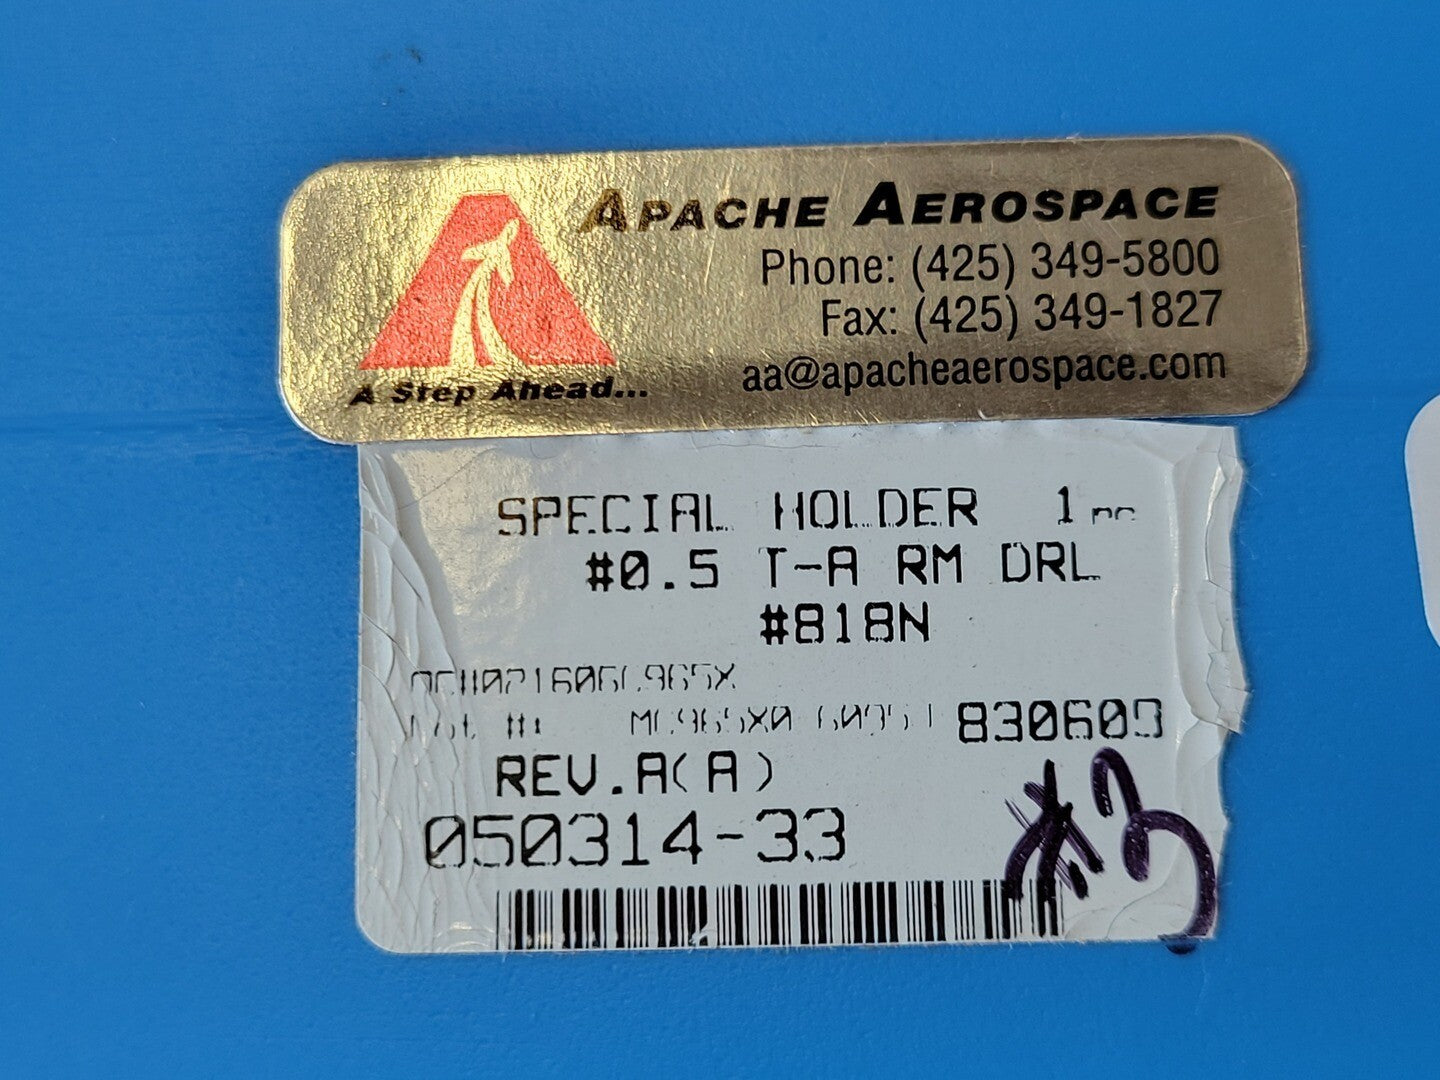 APACHE AEROSPACE
Phone: (425) 349-5800
Fax: (425) 349-1827
A Step Ahead... aa@apacheaerospace.com
SPECIAL HOLDER 1
#0.5 T-A RM DRL
#818N
REV.A(A)
050314-33
#3